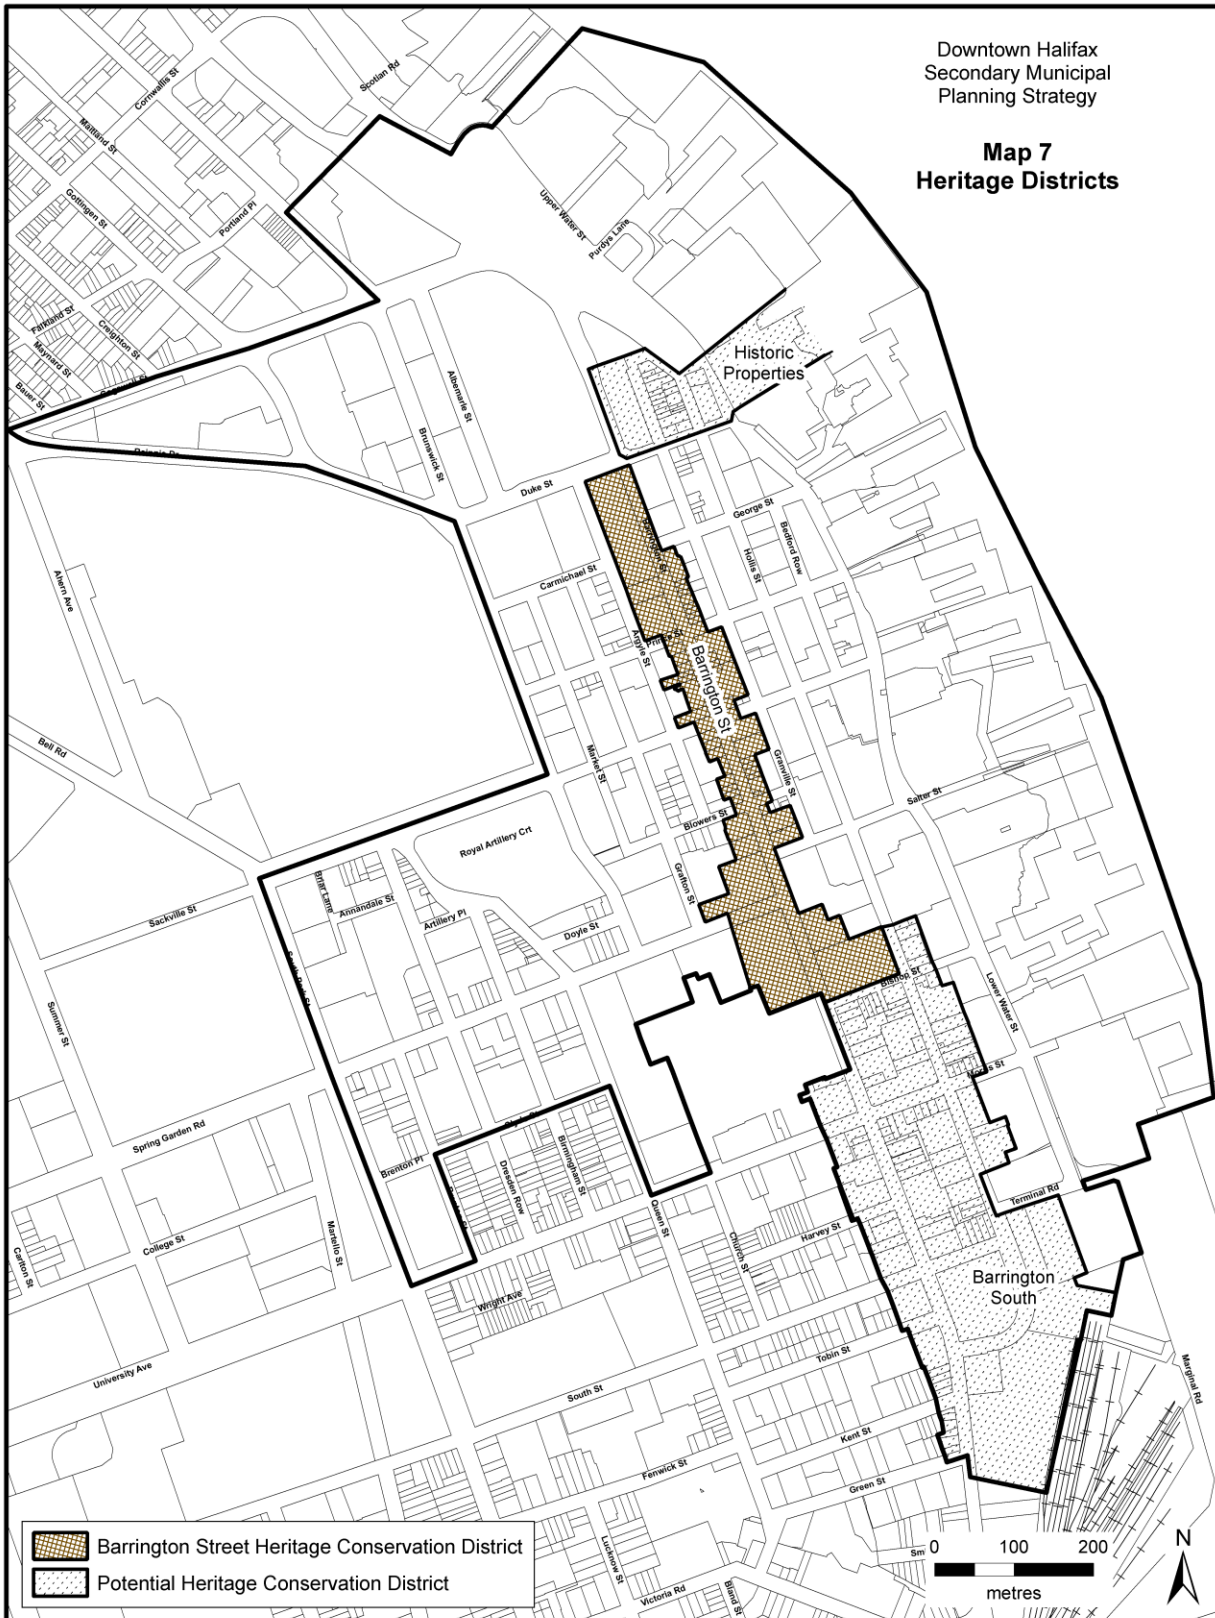 Downtown Halifax
Secondary Municipal
Planning Strategy
Map 7
Heritage Districts
Scotian Rd
Cornwallis St
Maitland St
Gottingen St
Portland Pl
Upper Water St
Purdys Lane
Falkland St
Creighton St
Maynard St
Bauer St
Historic
Properties
Albemarle St
Brunswick St
Duke St
George St
Bedford Row
Hollis St
Carmichael St
Ahern Ave
Argyle St
Prince St
Barrington St
Bell Rd
Market St
Granville St
Salter St
Blowers St
Royal Artillery Crt
Grafton St
Briar Lane
Annandale St
Artillery Pl
Doyle St
Sackville St
Bishop St
Lower Water St
Summer St
Morris St
Spring Garden Rd
Brenton Pl
Dresden Row
Birmingham St
Terminal Rd
Queen St
Church St
Harvey St
Martello St
College St
Carlton St
Barrington
South
Wright Ave
Tobin St
University Ave
South St
Marginal Rd
Kent St
Fenwick St
Green St
Barrington Street Heritage Conservation District
Potential Heritage Conservation District
Lucknow St
Victoria Rd
Bland St
0 100 200
metres
N